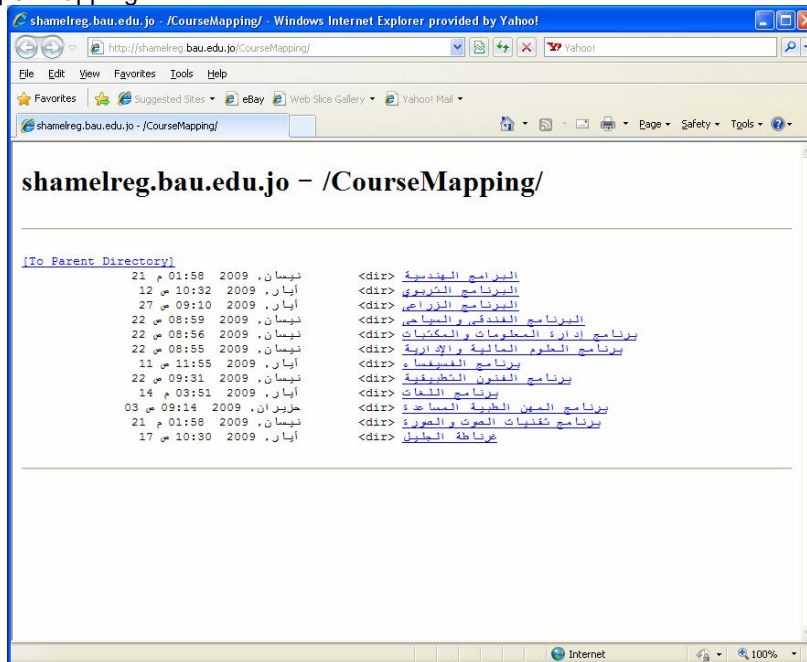 shamelreg.bau.edu.jo - /CourseMapping/ - Windows Internet Explorer provided by Yahoo!
http://shamelreg.bau.edu.jo/CourseMapping/
Yahoo!
File Edit View Favorites Tools Help
Favorites Suggested Sites eBay Web Slice Gallery Yahoo! Mail
shamelreg.bau.edu.jo - /CourseMapping/
Page Safety Tools
shamelreg.bau.edu.jo - /CourseMapping/
[To Parent Directory]
21 نيسان, 2009 01:58 م <dir> البرامج الهندسية
12 أيار, 2009 10:32 ص <dir> البرنامج التربوي
27 أيار, 2009 09:10 ص <dir> البرنامج الزراعي
22 نيسان, 2009 08:59 ص <dir> البرنامج الفندقي والسياحي
22 نيسان, 2009 08:56 ص <dir> برنامج إدارة المعلومات والمكتبات
22 نيسان, 2009 08:55 ص <dir> برنامج العلوم المالية والإدارية
11 أيار, 2009 11:55 ص <dir> برنامج الفسيفساء
22 نيسان, 2009 09:31 ص <dir> برنامج الفنون التطبيقية
14 أيار, 2009 03:51 م <dir> برنامج اللغات
03 حزيران, 2009 09:14 ص <dir> برنامج المهن الطبية المساعدة
21 نيسان, 2009 01:58 م <dir> برنامج تقنيات الصوت والصورة
17 أيار, 2009 10:30 ص <dir> غرناطة الجليل
Internet 100%